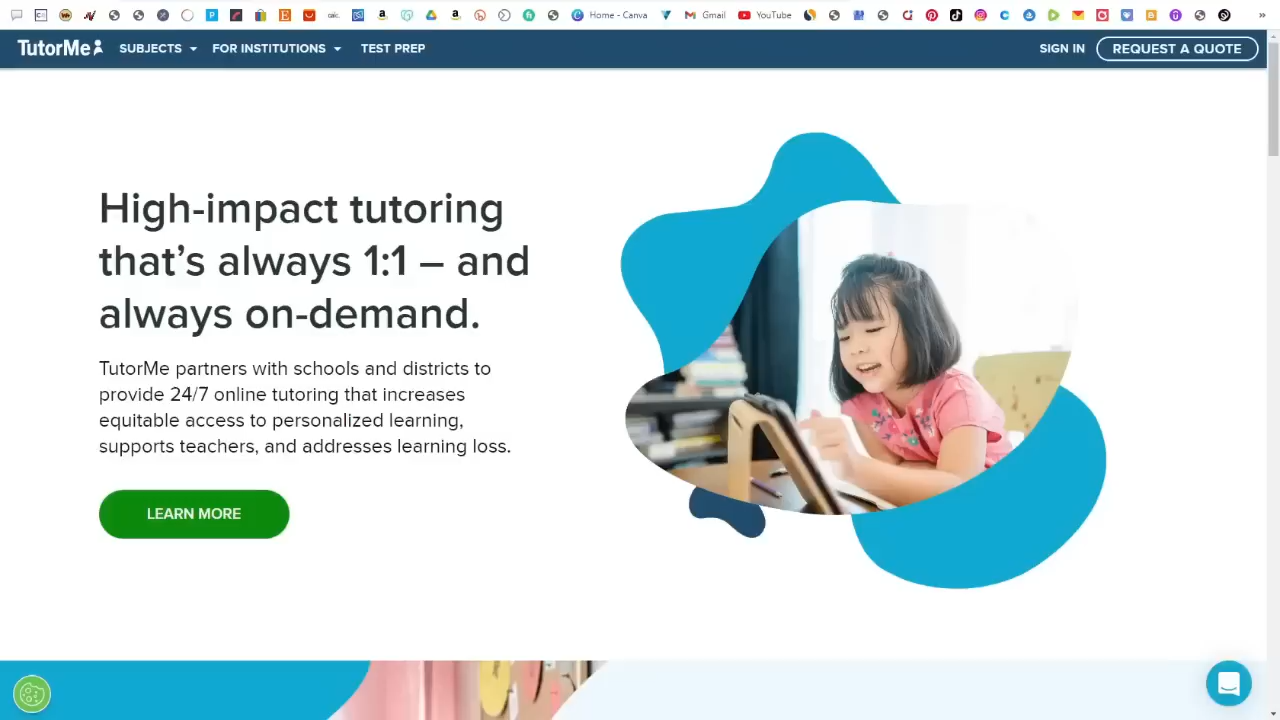 Home - Canva
Gmail
YouTube
TutorMe
SUBJECTS
FOR INSTITUTIONS
TEST PREP
SIGN IN
REQUEST A QUOTE
High-impact tutoring
that’s always 1:1 – and
always on-demand.
TutorMe partners with schools and districts to
provide 24/7 online tutoring that increases
equitable access to personalized learning,
supports teachers, and addresses learning loss.
LEARN MORE